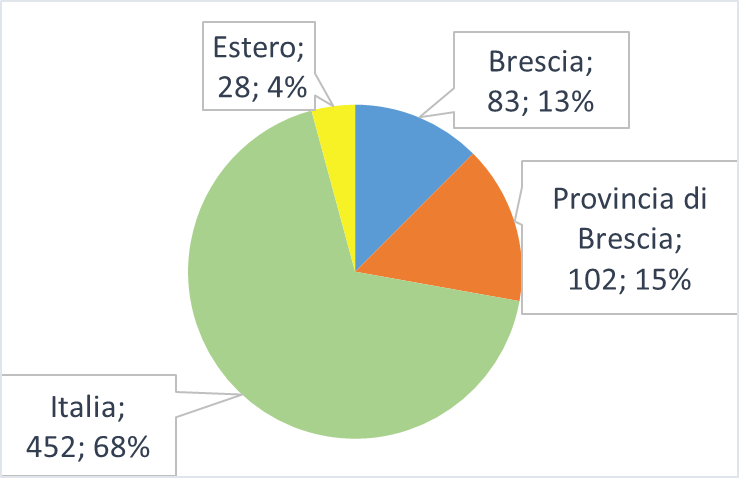 Estero;
28; 4%
Brescia;
83; 13%
Provincia di
Brescia;
102; 15%
Italia;
452; 68%